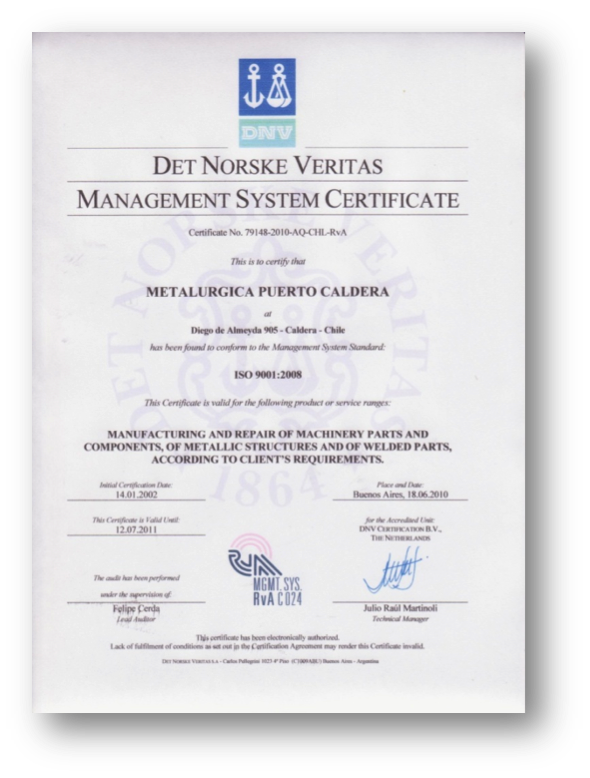 DNV
DET NORSKE VERITAS
MANAGEMENT SYSTEM CERTIFICATE
Certificate No. 79148-2010-AQ-CHL-RvA
This is to certify that
METALURGICA PUERTO CALDERA
at
Diego de Almeyda 905 - Caldera - Chile
has been found to conform to the Management System Standard:
ISO 9001:2008
This Certificate is valid for the following product or service ranges:
MANUFACTURING AND REPAIR OF MACHINERY PARTS AND
COMPONENTS, OF METALLIC STRUCTURES AND OF WELDED PARTS,
ACCORDING TO CLIENT'S REQUIREMENTS.
DET NORSKE VERITAS
1864
Initial Certification Date:
14.01.2002
Place and Date:
Buenos Aires, 18.06.2010
This Certificate is Valid Until:
12.07.2011
for the Accredited Unit:
DNV CERTIFICATION B.V.,
THE NETHERLANDS
The audit has been performed
under the supervision of
Felipe Cerda
Lead Auditor
RvA
MGMT. SYS.
RvA C 024
Julio Raúl Martinoli
Technical Manager
This certificate has been electronically authorized.
Lack of fulfilment of conditions as set out in the Certification Agreement may render this Certificate invalid.
DET NORSKE VERITAS - Carlos Pellegrini 1023 4º Piso Buenos Aires - Argentina